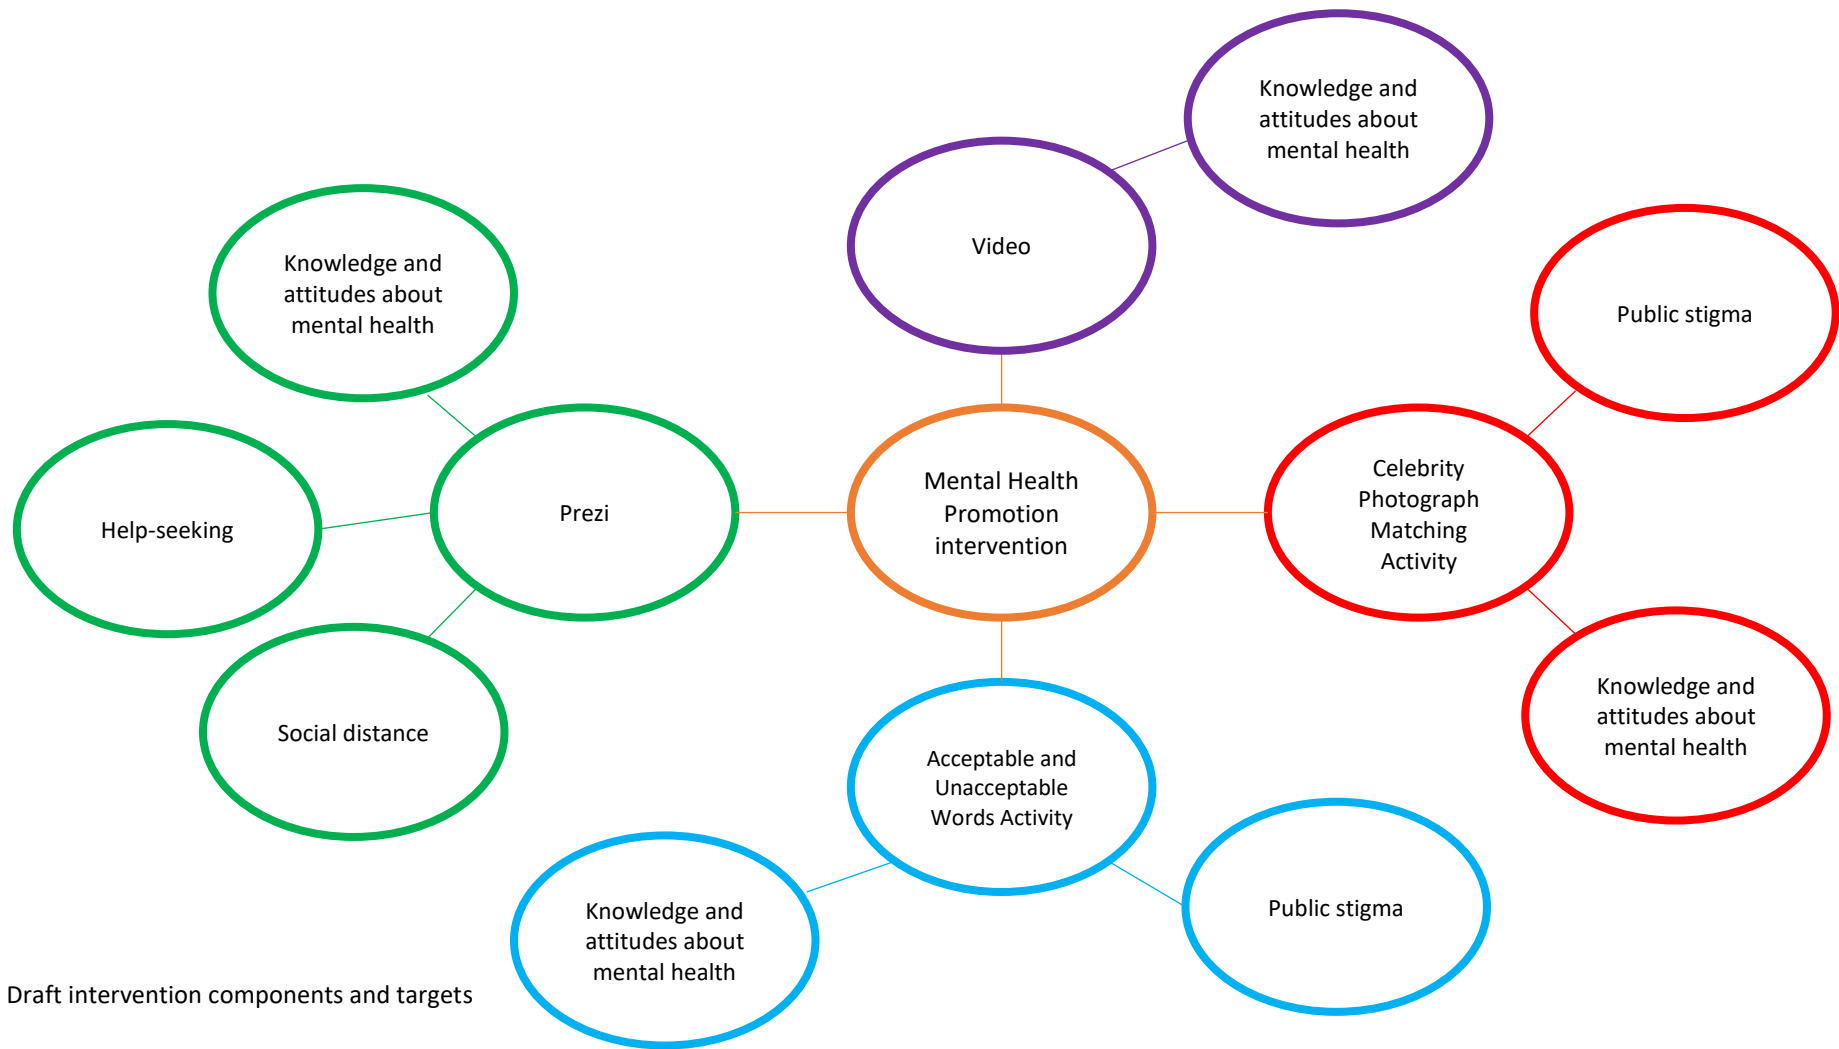 Knowledge and
attitudes about
mental health
Video
Knowledge and
attitudes about
mental health
Public stigma
Help-seeking
Prezi
Mental Health
Promotion
intervention
Celebrity
Photograph
Matching
Activity
Social distance
Knowledge and
attitudes about
mental health
Acceptable and
Unacceptable
Words Activity
Knowledge and
attitudes about
mental health
Public stigma
Draft intervention components and targets